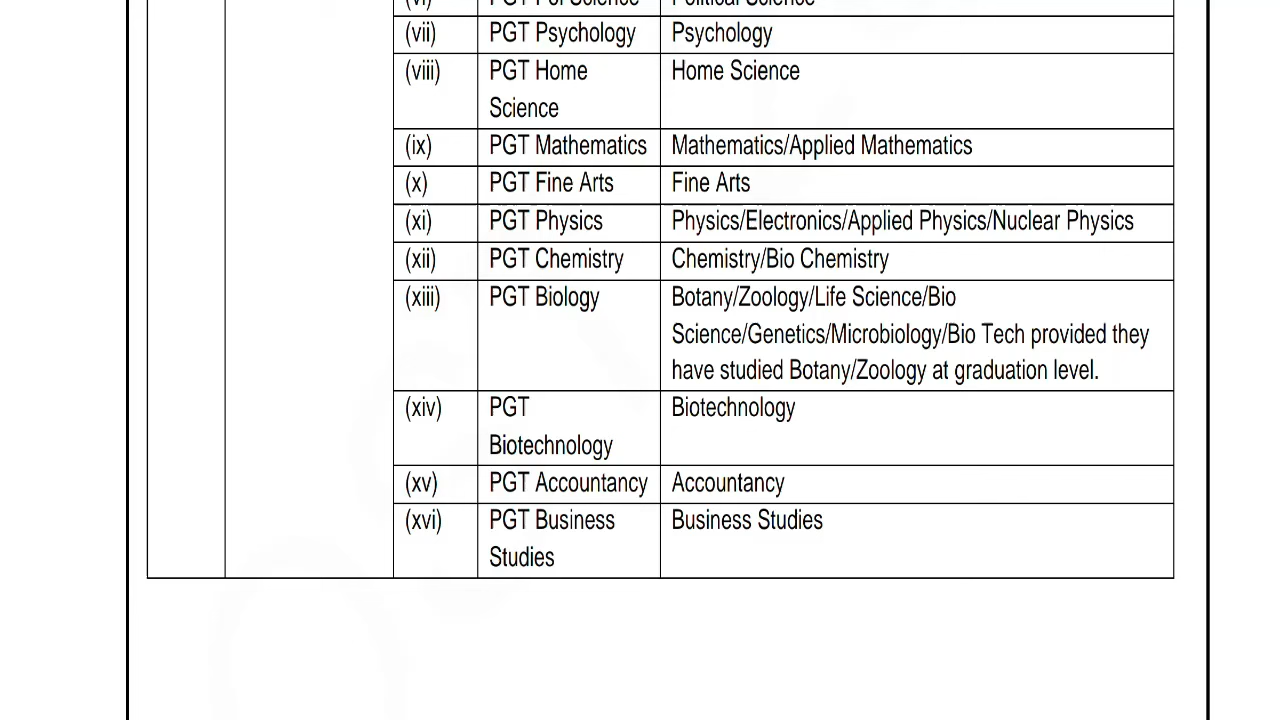 (vii) PGT Psychology Psychology
(viii) PGT Home Home Science
Science
(ix) PGT Mathematics Mathematics/Applied Mathematics
(x) PGT Fine Arts Fine Arts
(xi) PGT Physics Physics/Electronics/Applied Physics/Nuclear Physics
(xii) PGT Chemistry Chemistry/Bio Chemistry
(xiii) PGT Biology Botany/Zoology/Life Science/Bio
Science/Genetics/Microbiology/Bio Tech provided they
have studied Botany/Zoology at graduation level.
(xiv) PGT Biotechnology
Biotechnology
(xv) PGT Accountancy Accountancy
(xvi) PGT Business Business Studies
Studies